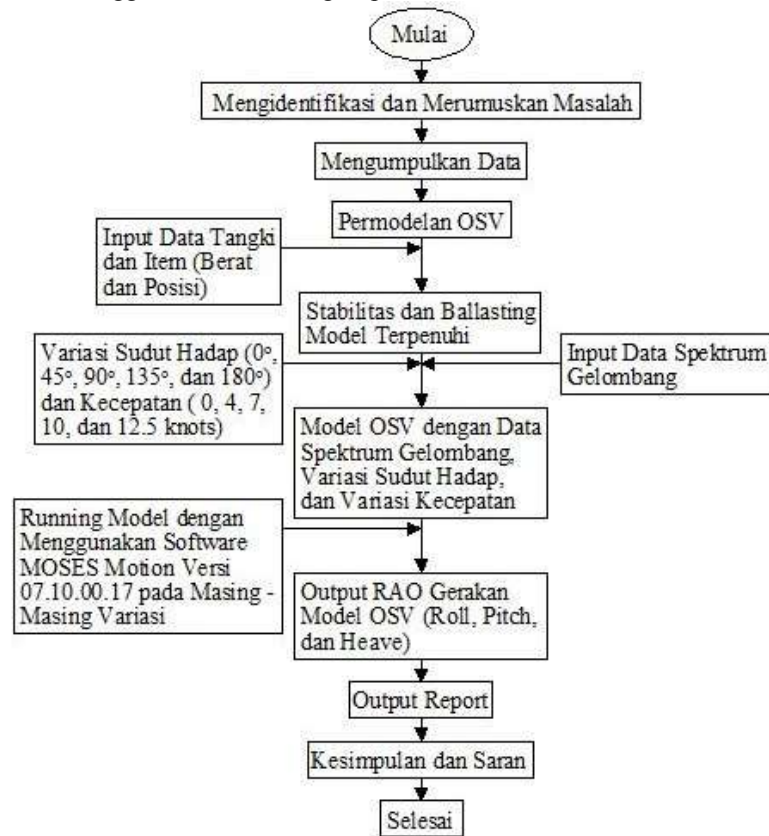 Mulai
Mengidentifikasi dan Merumuskan Masalah
Mengumpulkan Data
Permodelan OSV
Input Data Tangki
dan Item (Berat
dan Posisi)
Stabilitas dan Ballasting
Model Terpenuhi
Variasi Sudut Hadap (0°,
45°, 90°, 135°, dan 180°)
dan Kecepatan ( 0, 4, 7,
10, dan 12.5 knots)
Input Data Spektrum
Gelombang
Model OSV dengan Data
Spektrum Gelombang,
Variasi Sudut Hadap,
dan Variasi Kecepatan
Running Model dengan
Menggunakan Software
MOSES Motion Versi
07.10.00.17 pada Masing -
Masing Variasi
Output RAO Gerakan
Model OSV (Roll, Pitch,
dan Heave)
Output Report
Kesimpulan dan Saran
Selesai